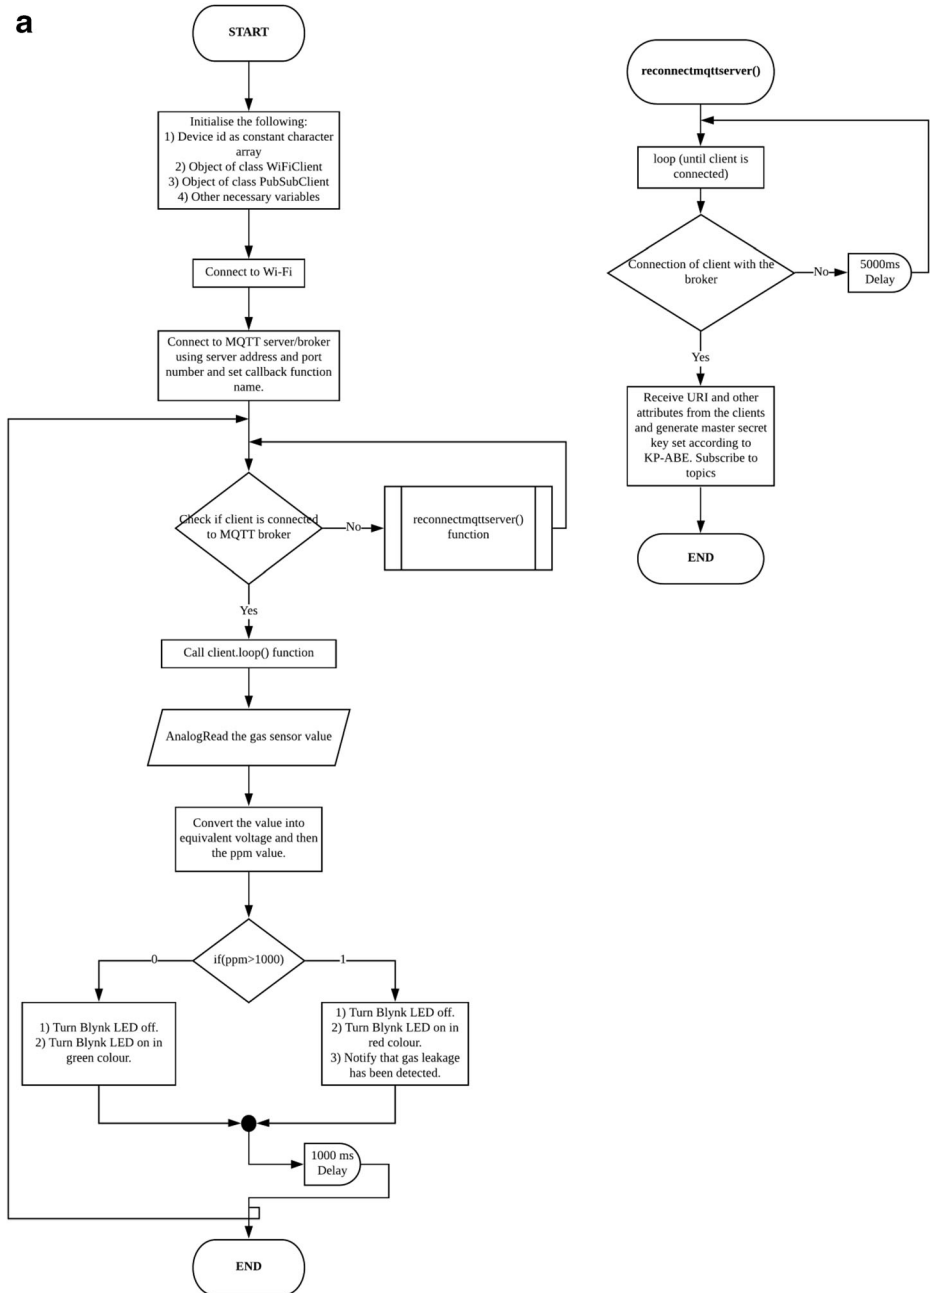 a
START
Initialise the following:
1) Device id as constant character
array
2) Object of class WiFiClient
3) Object of class PubSubClient
4) Other necessary variables
Connect to Wi-Fi
Connect to MQTT server/broker
using server address and port
number and set callback function
name.
Check if client is connected
to MQTT broker
No
reconnectmqttserver()
function
Yes
Call client.loop() function
AnalogRead the gas sensor value
Convert the value into
equivalent voltage and then
the ppm value.
if(ppm>1000)
0
1
1) Turn Blynk LED off.
2) Turn Blynk LED on in
green colour.
1) Turn Blynk LED off.
2) Turn Blynk LED on in
red colour.
3) Notify that gas leakage
has been detected.
1000 ms
Delay
END
reconnectmqttserver()
loop (until client is
connected)
Connection of client with the
broker
No
5000ms
Delay
Yes
Receive URI and other
attributes from the clients
and generate master secret
key set according to
KP-ABE. Subscribe to
topics
END